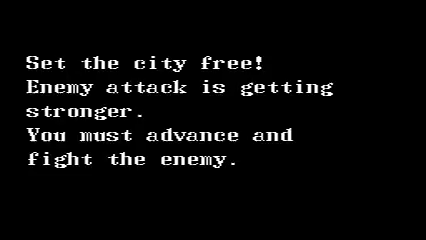 Set the city free!
Enemy attack is getting
stronger.
You must advance and
fight the enemy.